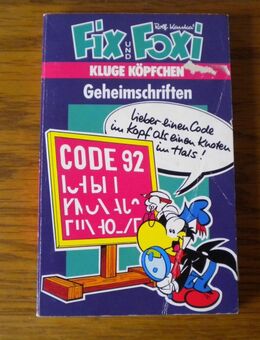 Rolf Kauka's
Fix UND Foxi
KLUGE KÖPFCHEN
Geheimschriften
Lieber einen Code
im Kopf als einen Knoten
im Hals!
CODE 92